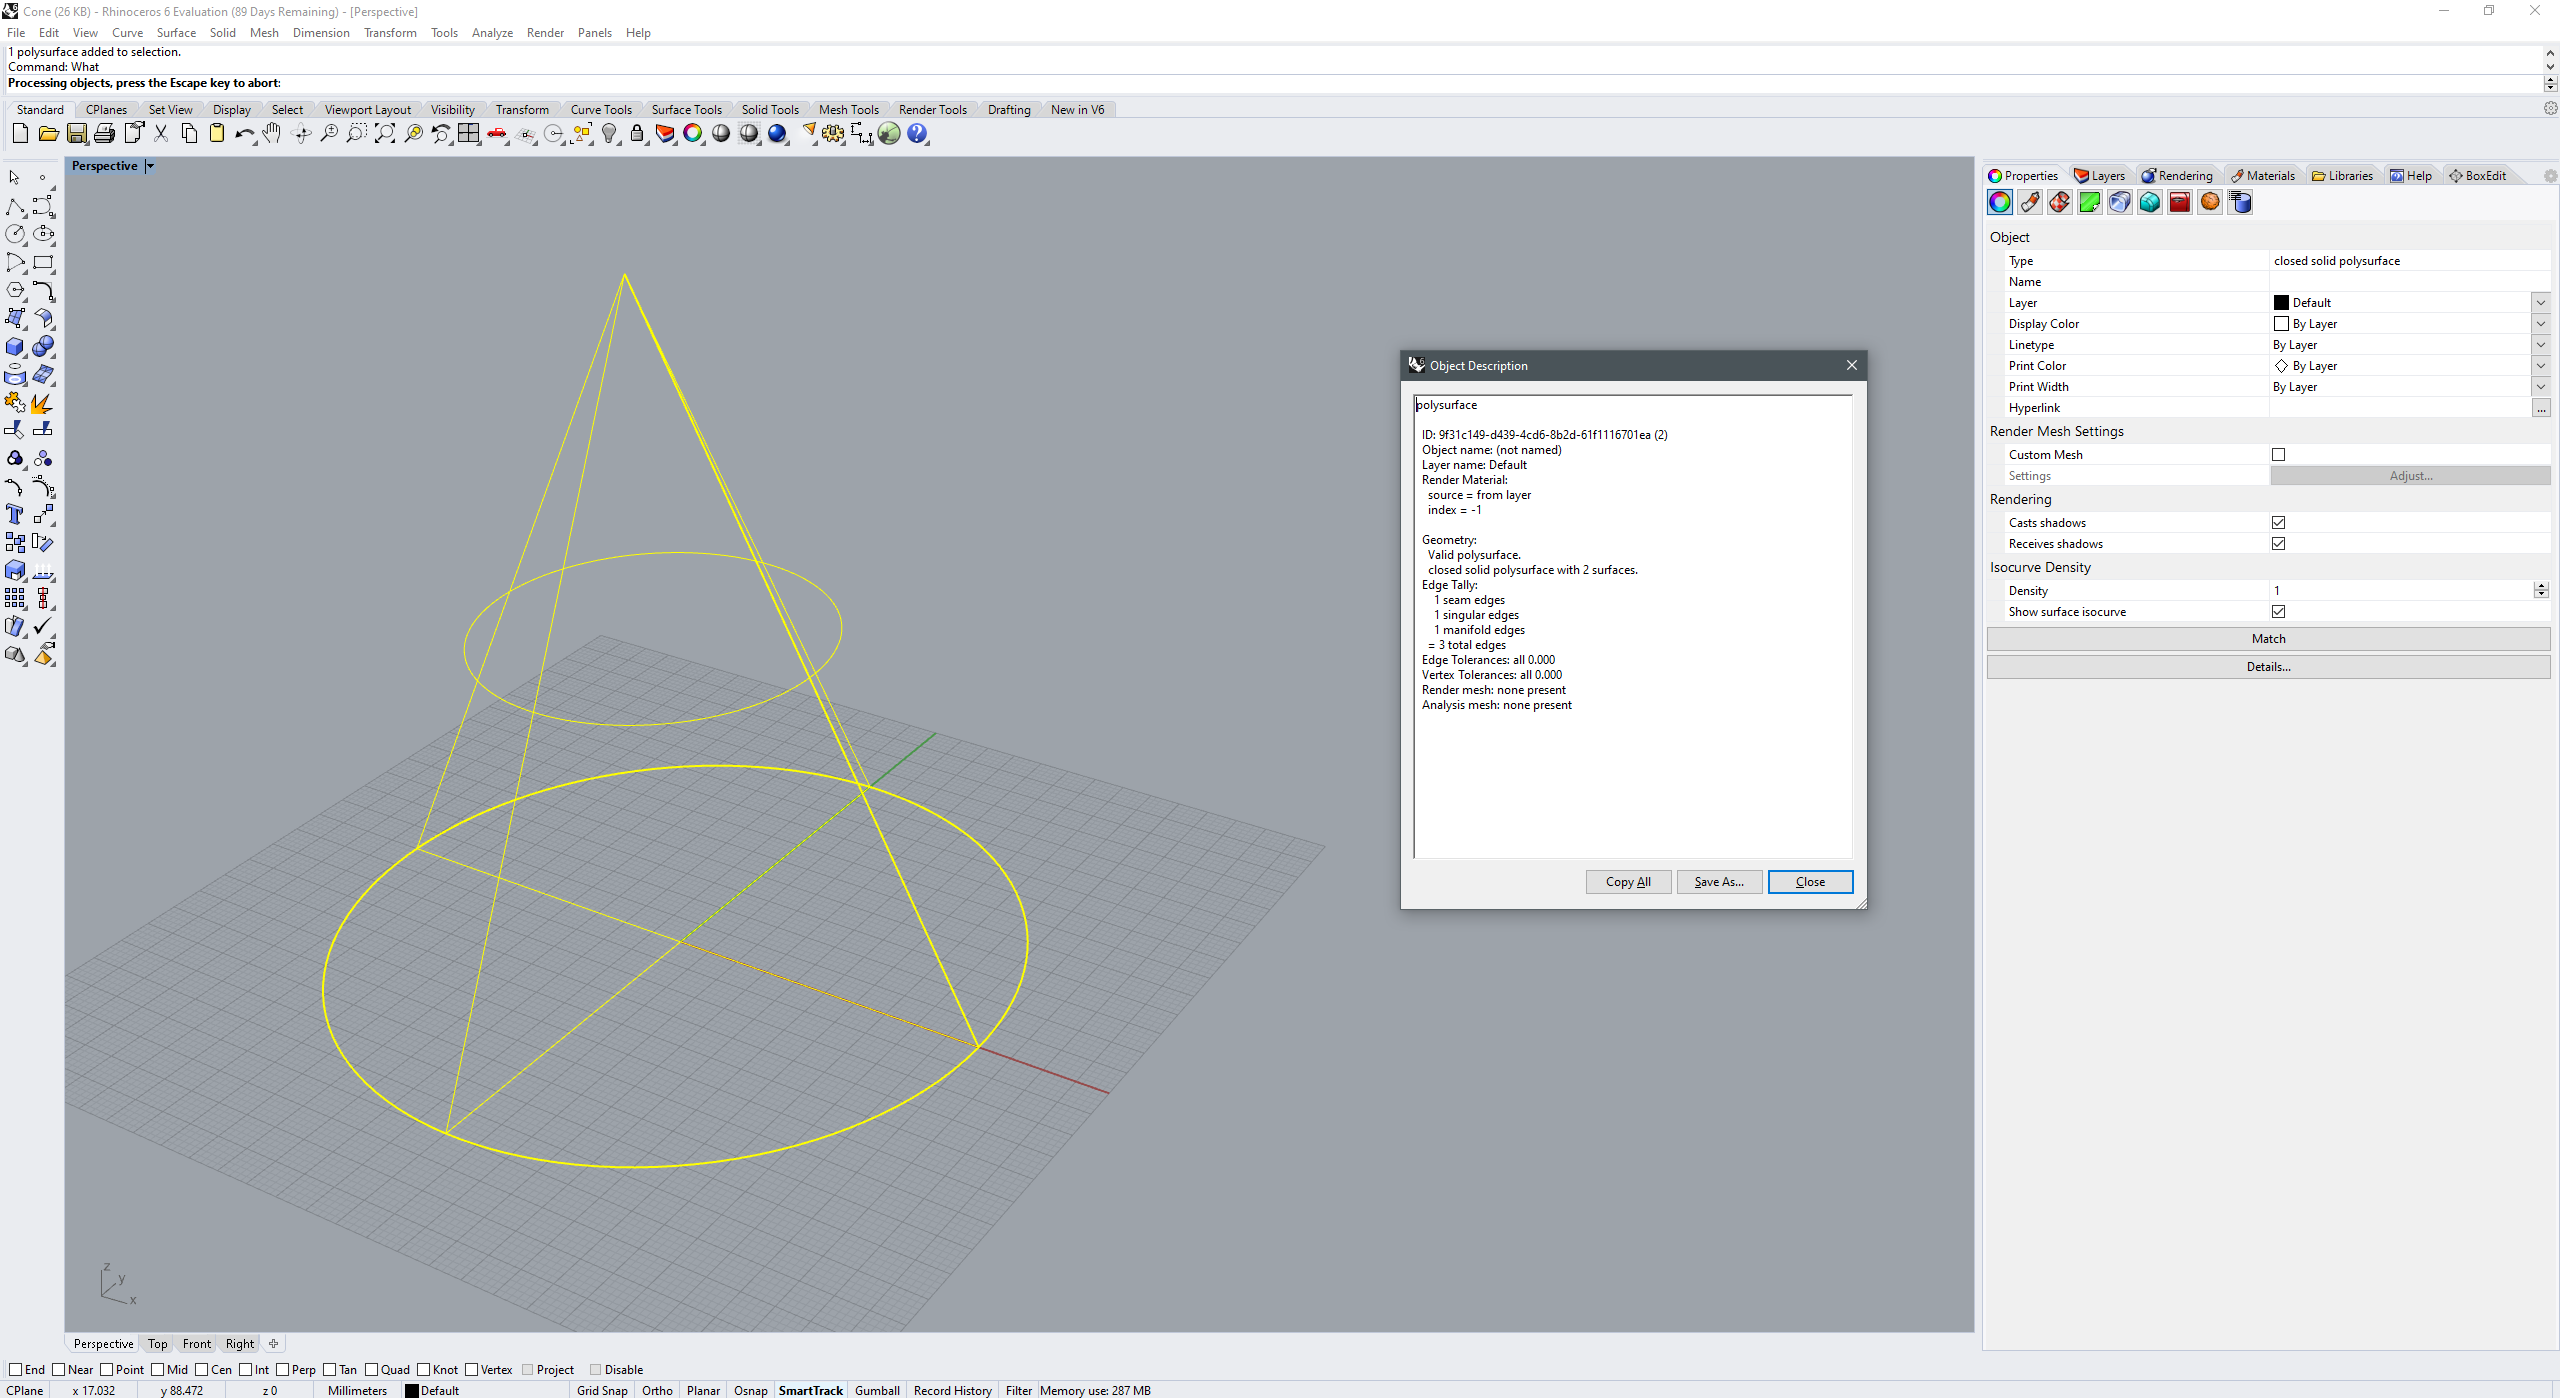 Cone (26 KB) - Rhinoceros 6 Evaluation (89 Days Remaining) - [Perspective]
File Edit View Curve Surface Solid Mesh Dimension Transform Tools Analyze Render Panels Help
1 polysurface added to selection.
Command: What
Processing objects, press the Escape key to abort:
Standard CPlanes Set View Display Select Viewport Layout Visibility Transform Curve Tools Surface Tools Solid Tools Mesh Tools Render Tools Drafting New in V6
Perspective
Properties Layers Rendering Materials Libraries Help BoxEdit
Object
Type closed solid polysurface
Name
Layer Default
Display Color By Layer
Linetype By Layer
Print Color By Layer
Print Width By Layer
Hyperlink ...
Render Mesh Settings
Custom Mesh
Settings Adjust...
Rendering
Casts shadows
Receives shadows
Isocurve Density
Density 1
Show surface isocurve
Match
Details...
Object Description
polysurface
ID: 9f31c149-d439-4cd6-8b2d-61f1116701ea (2)
Object name: (not named)
Layer name: Default
Render Material:
source = from layer
index = -1
Geometry:
Valid polysurface.
closed solid polysurface with 2 surfaces.
Edge Tally:
1 seam edges
1 singular edges
1 manifold edges
= 3 total edges
Edge Tolerances: all 0.000
Vertex Tolerances: all 0.000
Render mesh: none present
Analysis mesh: none present
Copy All Save As... Close
z
y
x
Perspective Top Front Right
End Near Point Mid Cen Int Perp Tan Quad Knot Vertex Project Disable
CPlane x 17.032 y 88.472 z 0 Millimeters Default Grid Snap Ortho Planar Osnap SmartTrack Gumball Record History Filter Memory use: 287 MB